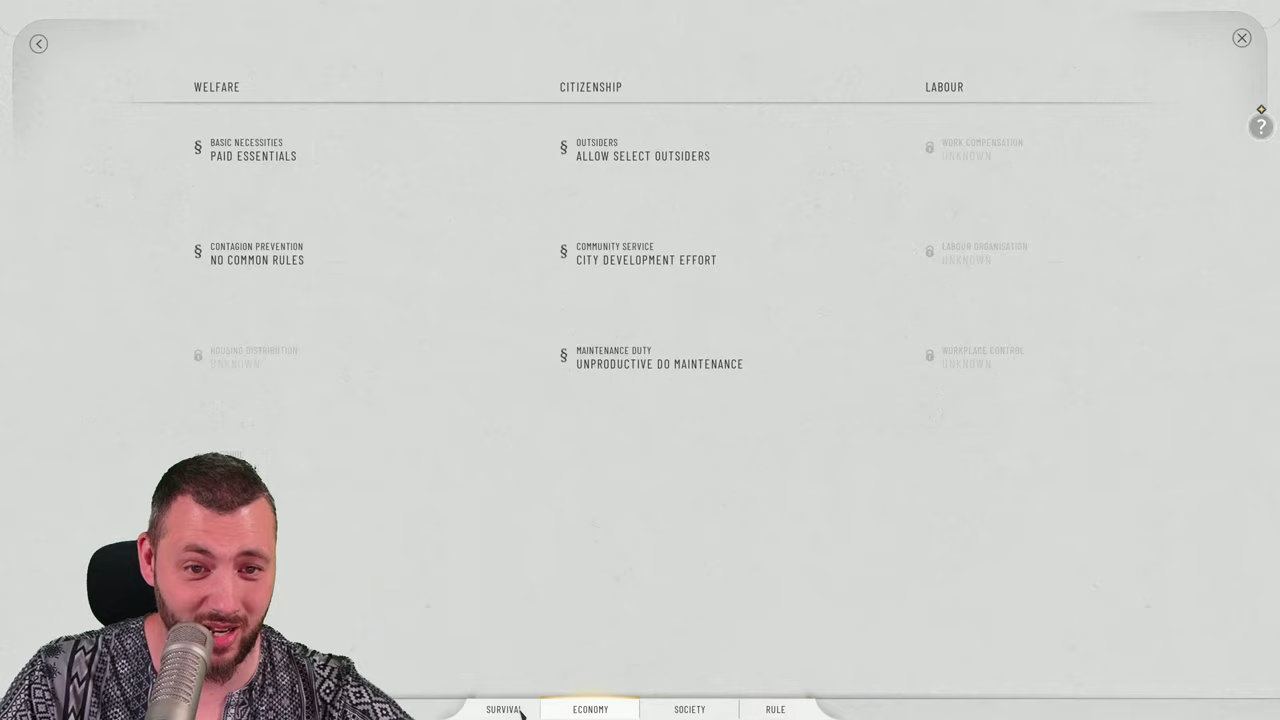 WELFARE
CITIZENSHIP
LABOUR
§ BASIC NECESSITIES
PAID ESSENTIALS
§ OUTSIDERS
ALLOW SELECT OUTSIDERS
WORK COMPENSATION
UNKNOWN
?
§ CONTAGION PREVENTION
NO COMMON RULES
§ COMMUNITY SERVICE
CITY DEVELOPMENT EFFORT
LABOUR ORGANISATION
UNKNOWN
HOUSING DISTRIBUTION
UNKNOWN
§ MAINTENANCE DUTY
UNPRODUCTIVE DO MAINTENANCE
WORKPLACE CONTROL
UNKNOWN
SURVIVAL
ECONOMY
SOCIETY
RULE